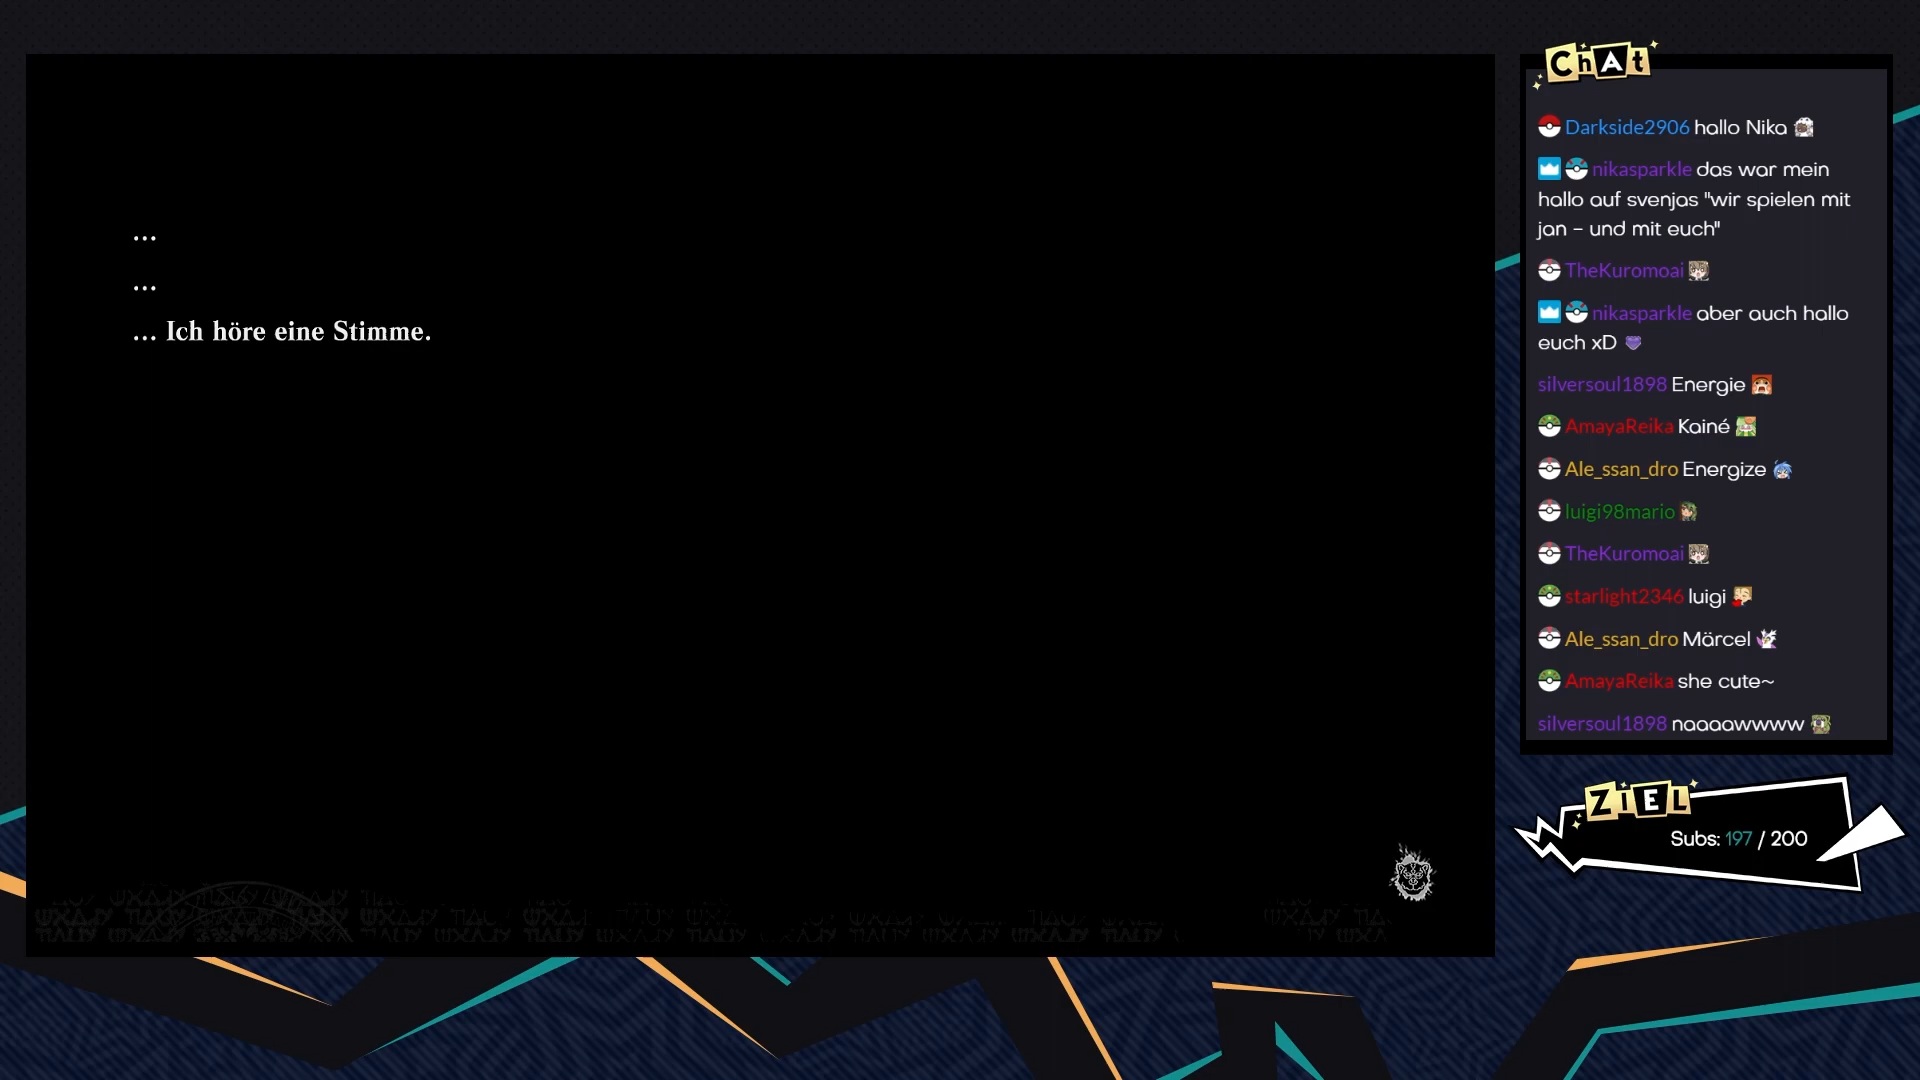 ...
...
... Ich höre eine Stimme.
ChAt
Darkside2906 hallo Nika
nikasparkle das war mein
hallo auf svenjas "wir spielen mit
jan – und mit euch"
TheKuromoai
nikasparkle aber auch hallo
euch xD
silversoul1898 Energie
AmayaReika Kainé
Ale_ssan_dro Energize
luigi98mario
TheKuromoai
starlight2346 luigi
Ale_ssan_dro Märcel
AmayaReika she cute~
silversoul1898 naaaawwww
ZiEL
Subs: 197 / 200